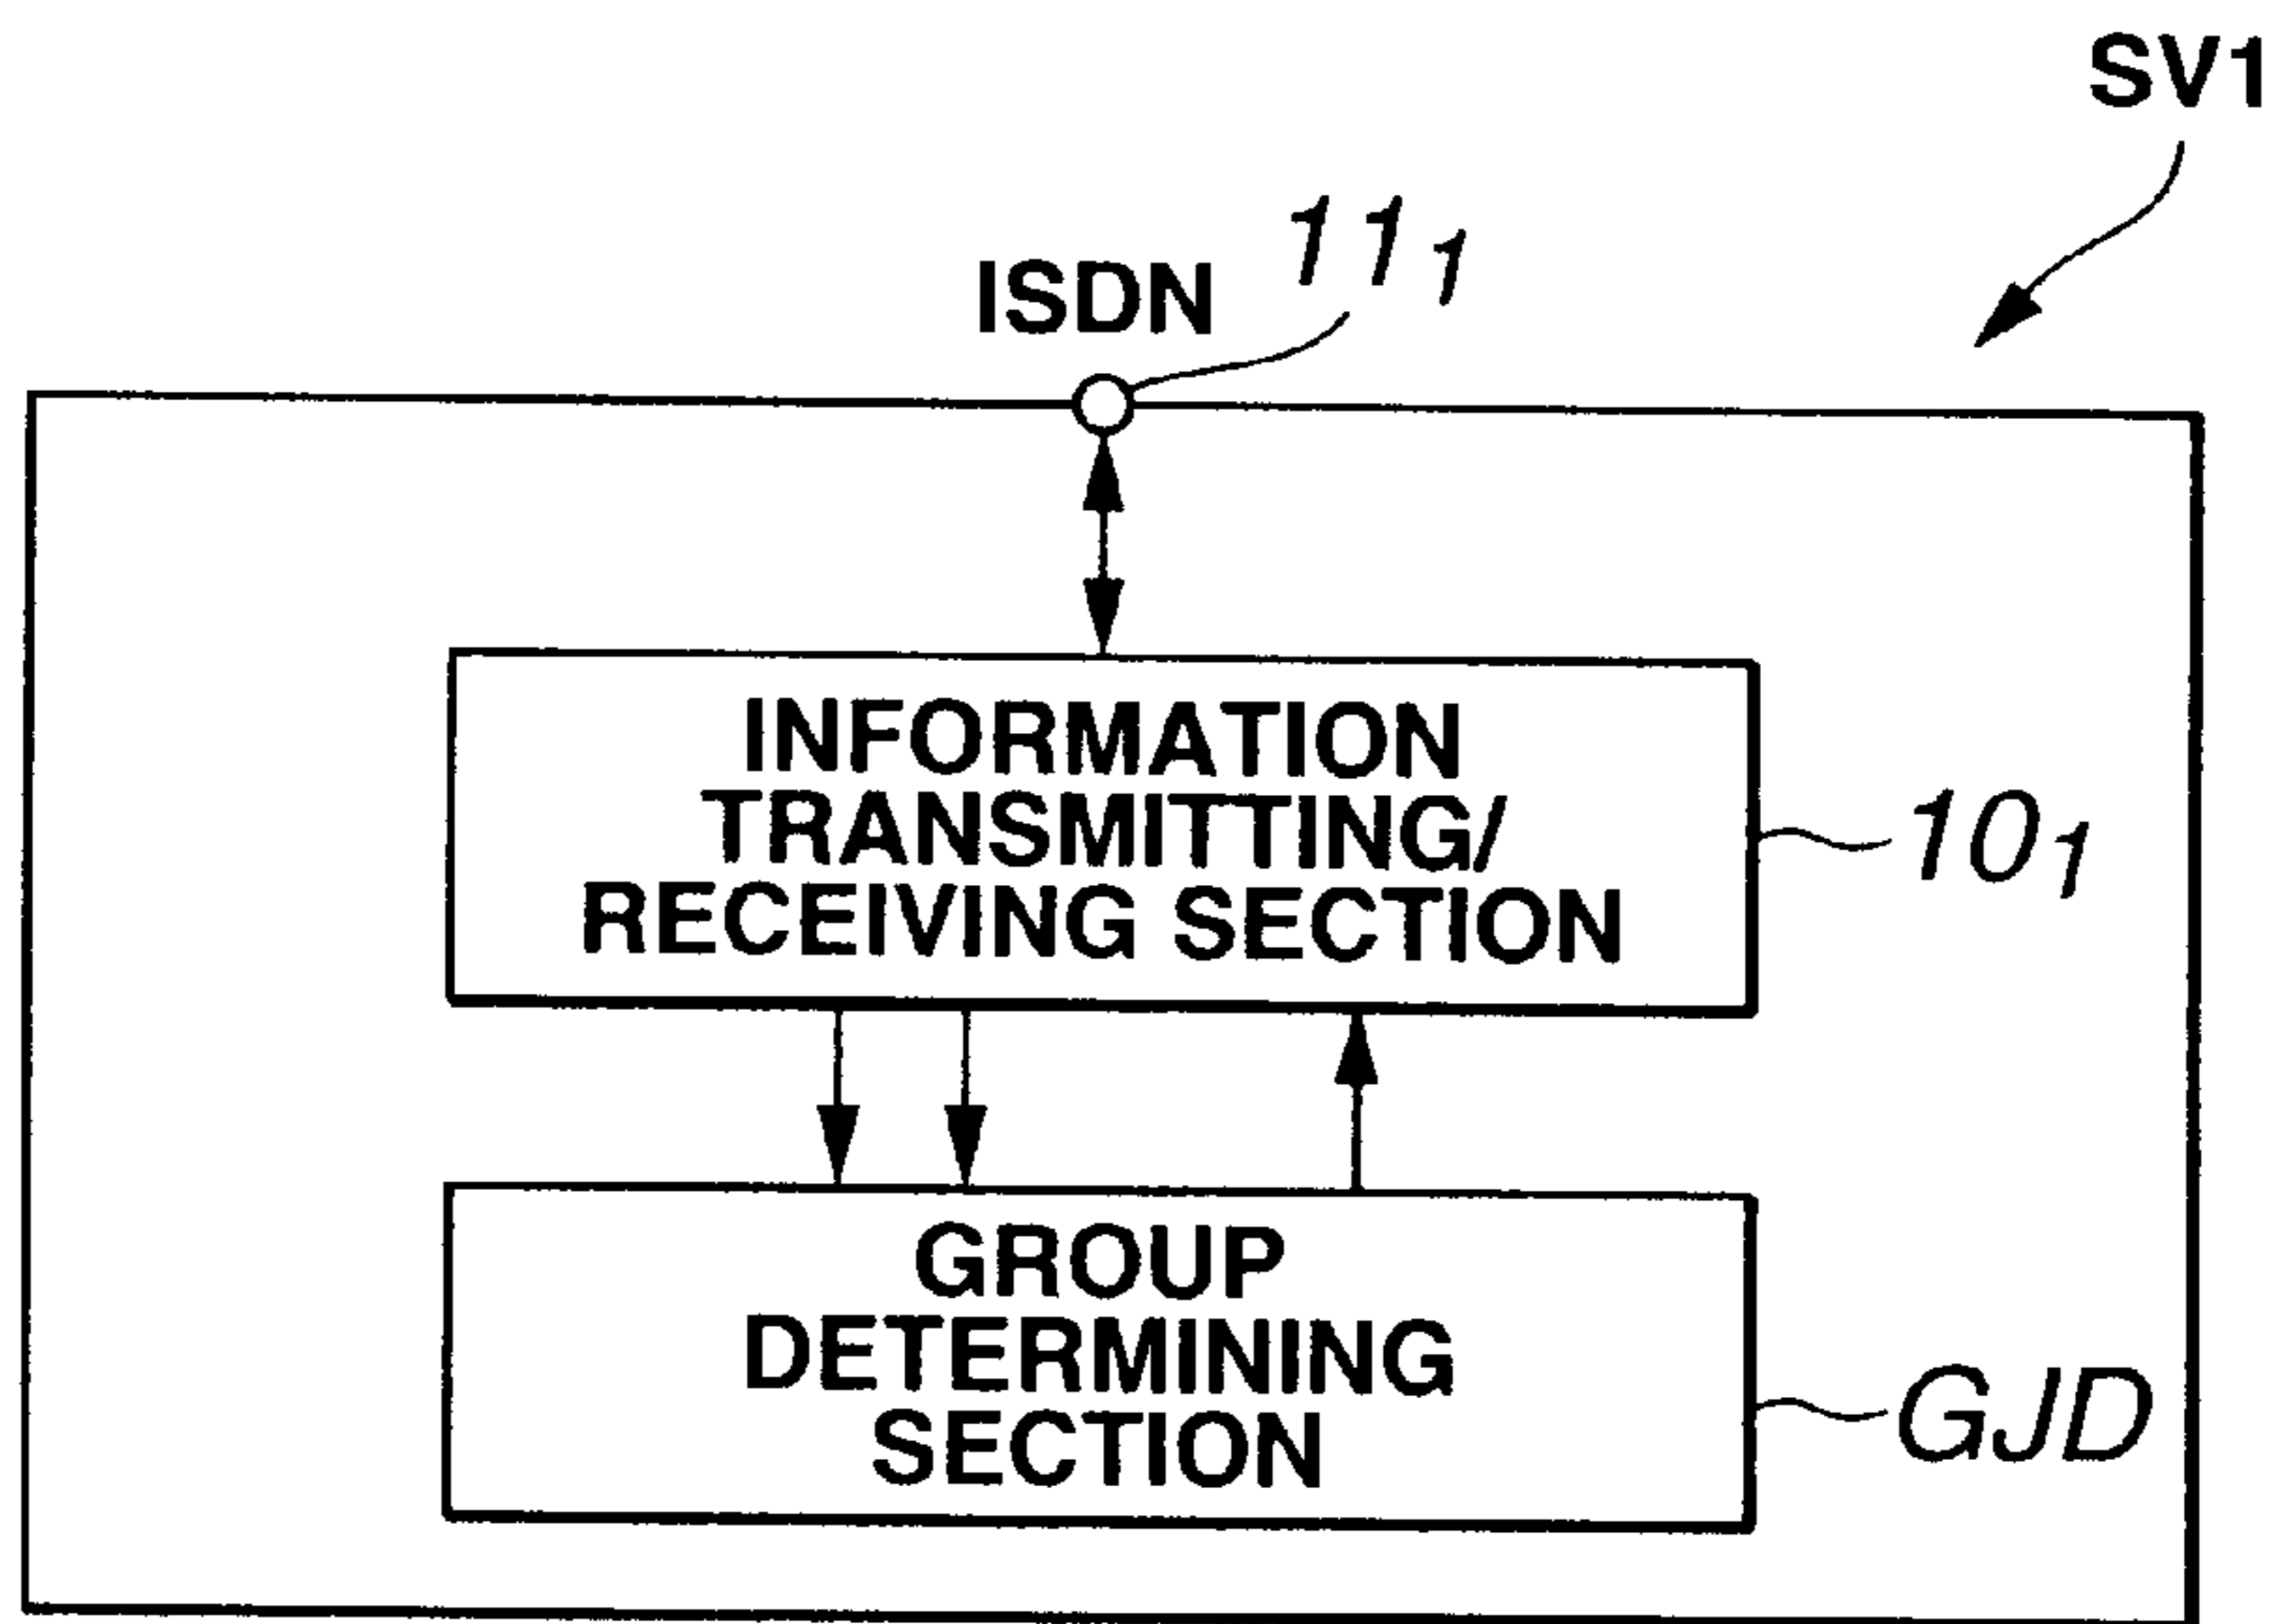 SV1
ISDN
11₁
INFORMATION
TRANSMITTING/
RECEIVING SECTION
10₁
GROUP
DETERMINING
SECTION
GJD